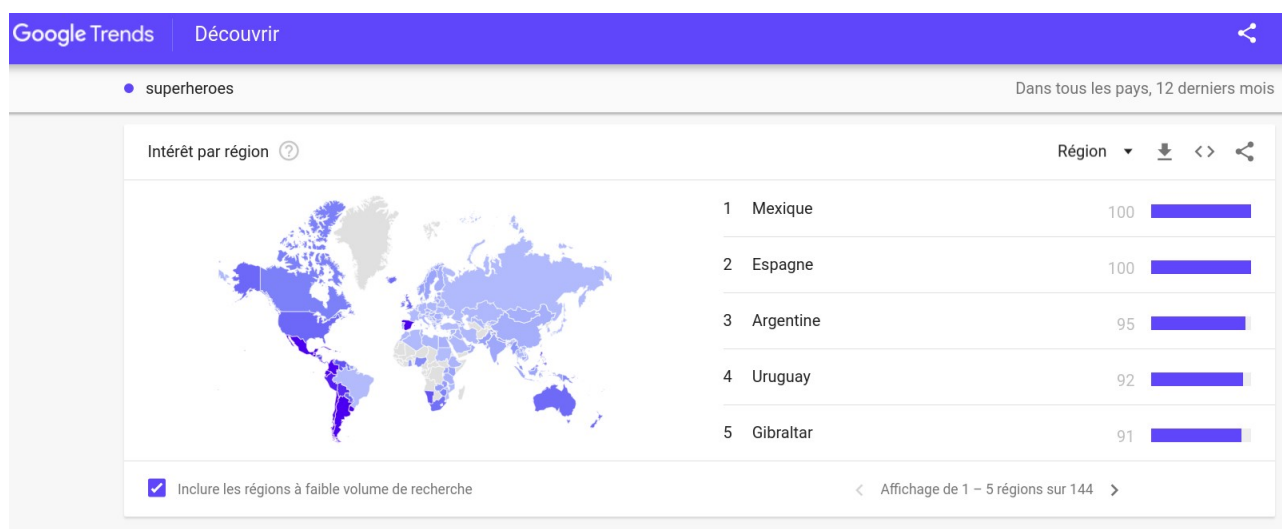 Google Trends Découvrir
superheroes Dans tous les pays, 12 derniers mois
Intérêt par région ? Région <>
1 Mexique 100
2 Espagne 100
3 Argentine 95
4 Uruguay 92
5 Gibraltar 91
Inclure les régions à faible volume de recherche < Affichage de 1 – 5 régions sur 144 >